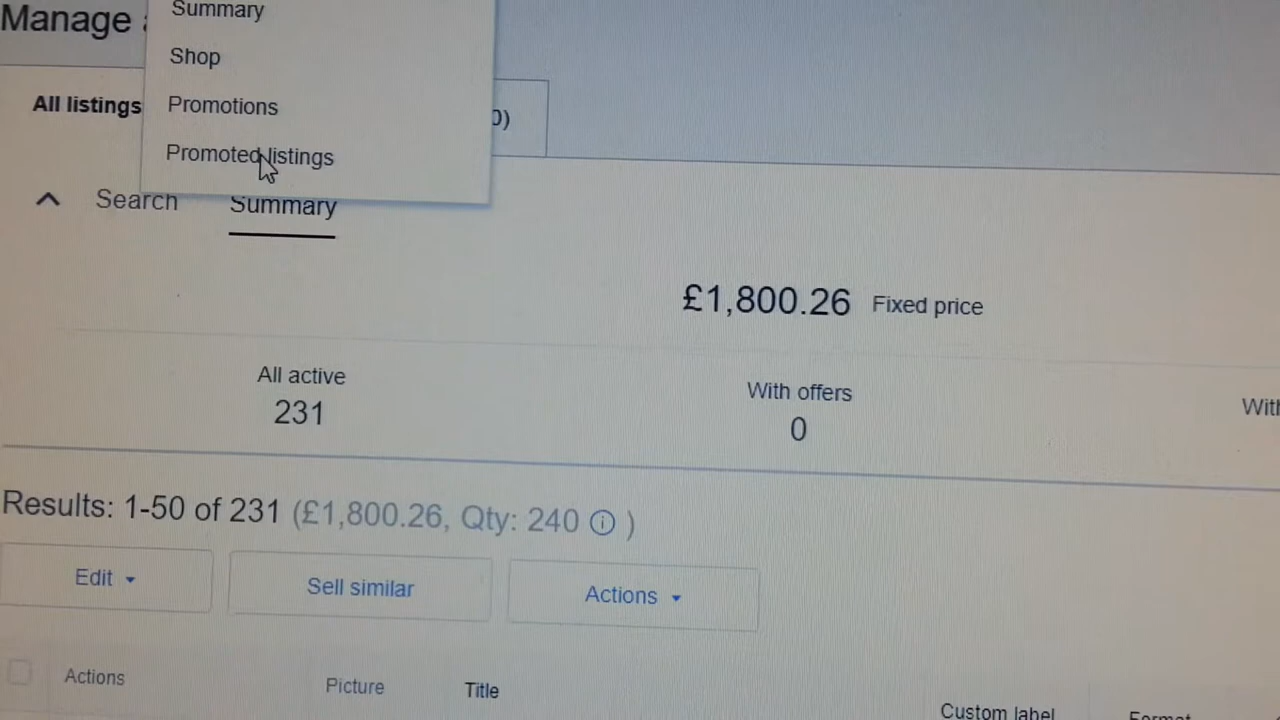 Manage
Summary
Shop
Promotions
Promoted listings
All listings
0)
Search
Summary
£1,800.26 Fixed price
All active
231
With offers
0
Results: 1-50 of 231 (£1,800.26, Qty: 240 )
Edit
Sell similar
Actions
Actions
Picture
Title
Custom label
Format